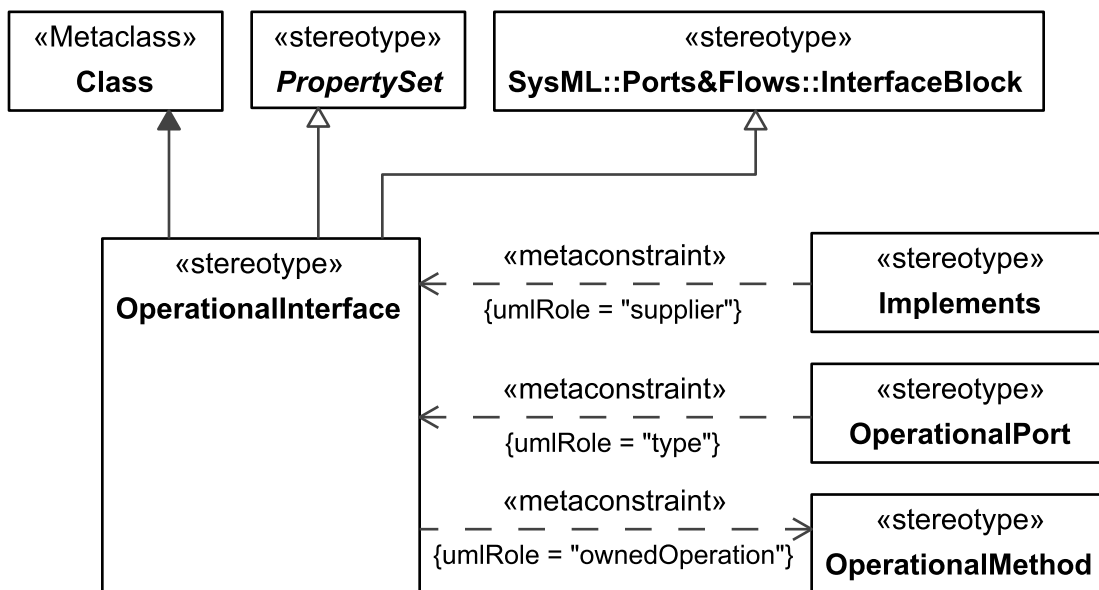 «Metaclass»
Class
«stereotype»
PropertySet
«stereotype»
SysML::Ports&Flows::InterfaceBlock
«stereotype»
OperationalInterface
«metaconstraint»
{umlRole = "supplier"}
«stereotype»
Implements
«metaconstraint»
{umlRole = "type"}
«stereotype»
OperationalPort
«metaconstraint»
{umlRole = "ownedOperation"}
«stereotype»
OperationalMethod